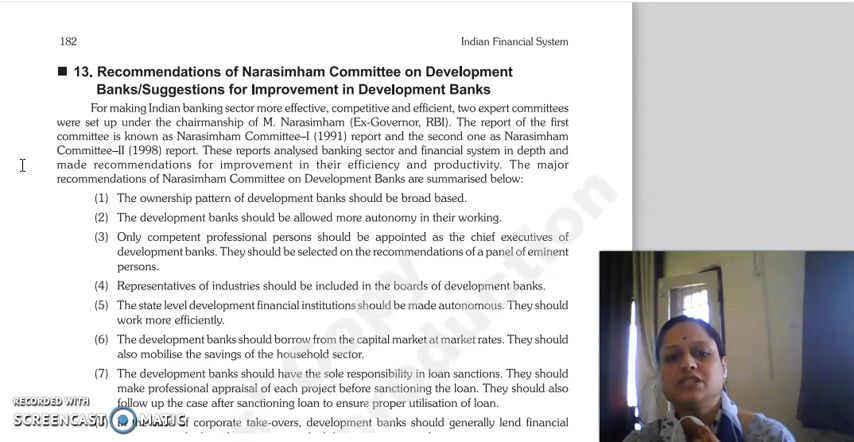 182 Indian Financial System
■ 13. Recommendations of Narasimham Committee on Development
Banks/Suggestions for Improvement in Development Banks
For making Indian banking sector more effective, competitive and efficient, two expert committees
were set up under the chairmanship of M. Narasimham (Ex-Governor, RBI). The report of the first
committee is known as Narasimham Committee–I (1991) report and the second one as Narasimham
Committee–II (1998) report. These reports analysed banking sector and financial system in depth and
made recommendations for improvement in their efficiency and productivity. The major
recommendations of Narasimham Committee on Development Banks are summarised below:
(1) The ownership pattern of development banks should be broad based.
(2) The development banks should be allowed more autonomy in their working.
(3) Only competent professional persons should be appointed as the chief executives of
development banks. They should be selected on the recommendations of a panel of eminent
persons.
(4) Representatives of industries should be included in the boards of development banks.
(5) The state level development financial institutions should be made autonomous. They should
work more efficiently.
(6) The development banks should borrow from the capital market at market rates. They should
also mobilise the savings of the household sector.
(7) The development banks should have the sole responsibility in loan sanctions. They should
make professional appraisal of each project before sanctioning the loan. They should also
follow up the case after sanctioning loan to ensure proper utilisation of loan.
of corporate take-overs, development banks should generally lend financial
Copy
RECORDED WITH
SCREENCAST MATIC